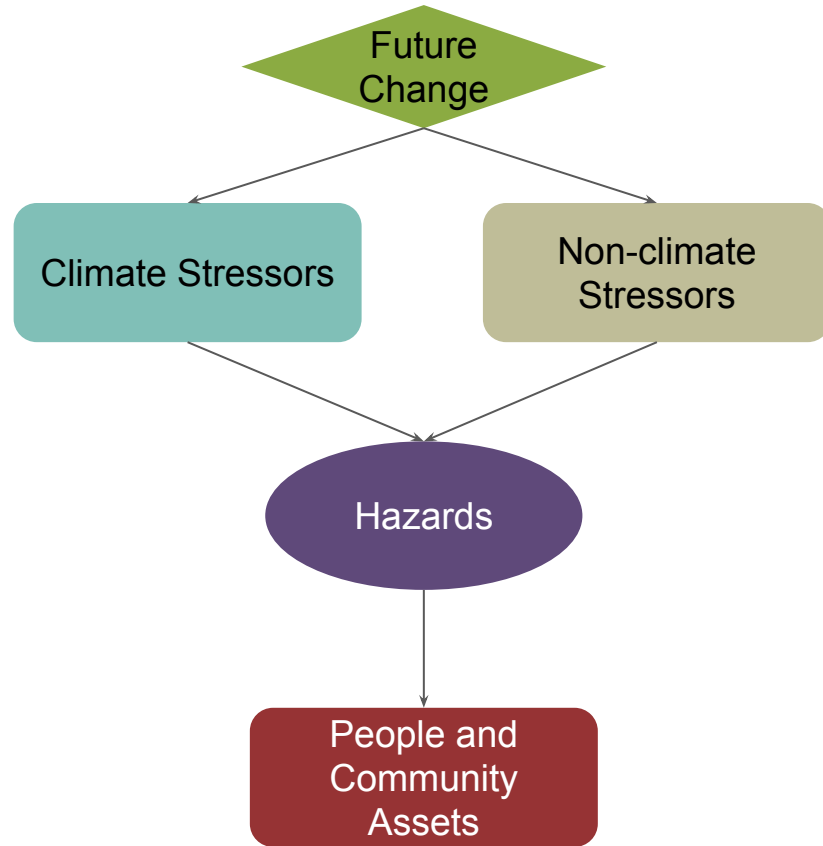 Future
Change
Climate Stressors
Non-climate
Stressors
Hazards
People and
Community
Assets